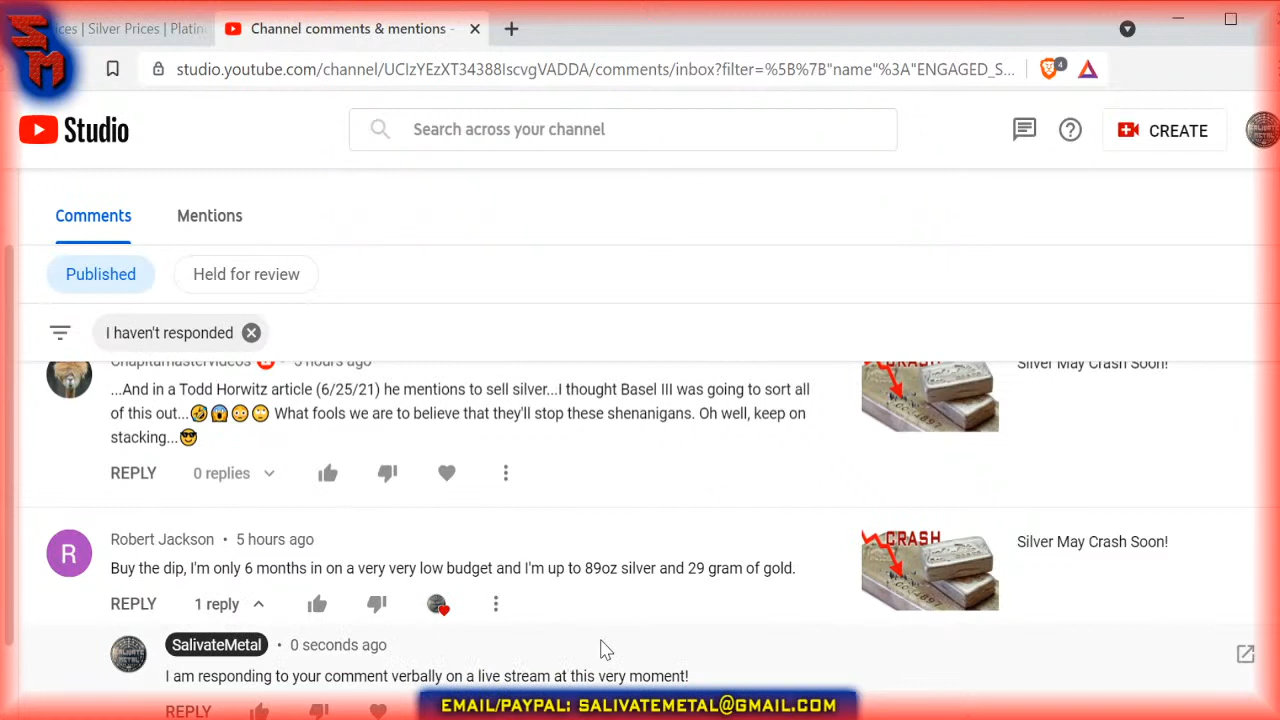 SM
ices | Silver Prices | Platin
Channel comments & mentions -
studio.youtube.com/channel/UCIzYEzXT34388IscvgVADDA/comments/inbox?filter=%5B%7B"name"%3A"ENGAGED_S...
4
Studio
Search across your channel
CREATE
Comments
Mentions
Published
Held for review
I haven't responded
Chapitamastervideos • 5 hours ago
Silver May Crash Soon!
CRASH
...And in a Todd Horwitz article (6/25/21) he mentions to sell silver...I thought Basel III was going to sort all
of this out...🤣😱😳🙄 What fools we are to believe that they'll stop these shenanigans. Oh well, keep on
stacking...😎
REPLY
0 replies
R
Robert Jackson • 5 hours ago
Buy the dip, I'm only 6 months in on a very very low budget and I'm up to 89oz silver and 29 gram of gold.
CRASH
Silver May Crash Soon!
REPLY
1 reply
SalivateMetal • 0 seconds ago
I am responding to your comment verbally on a live stream at this very moment!
REPLY
EMAIL/PAYPAL: SALIVATEMETAL@GMAIL.COM